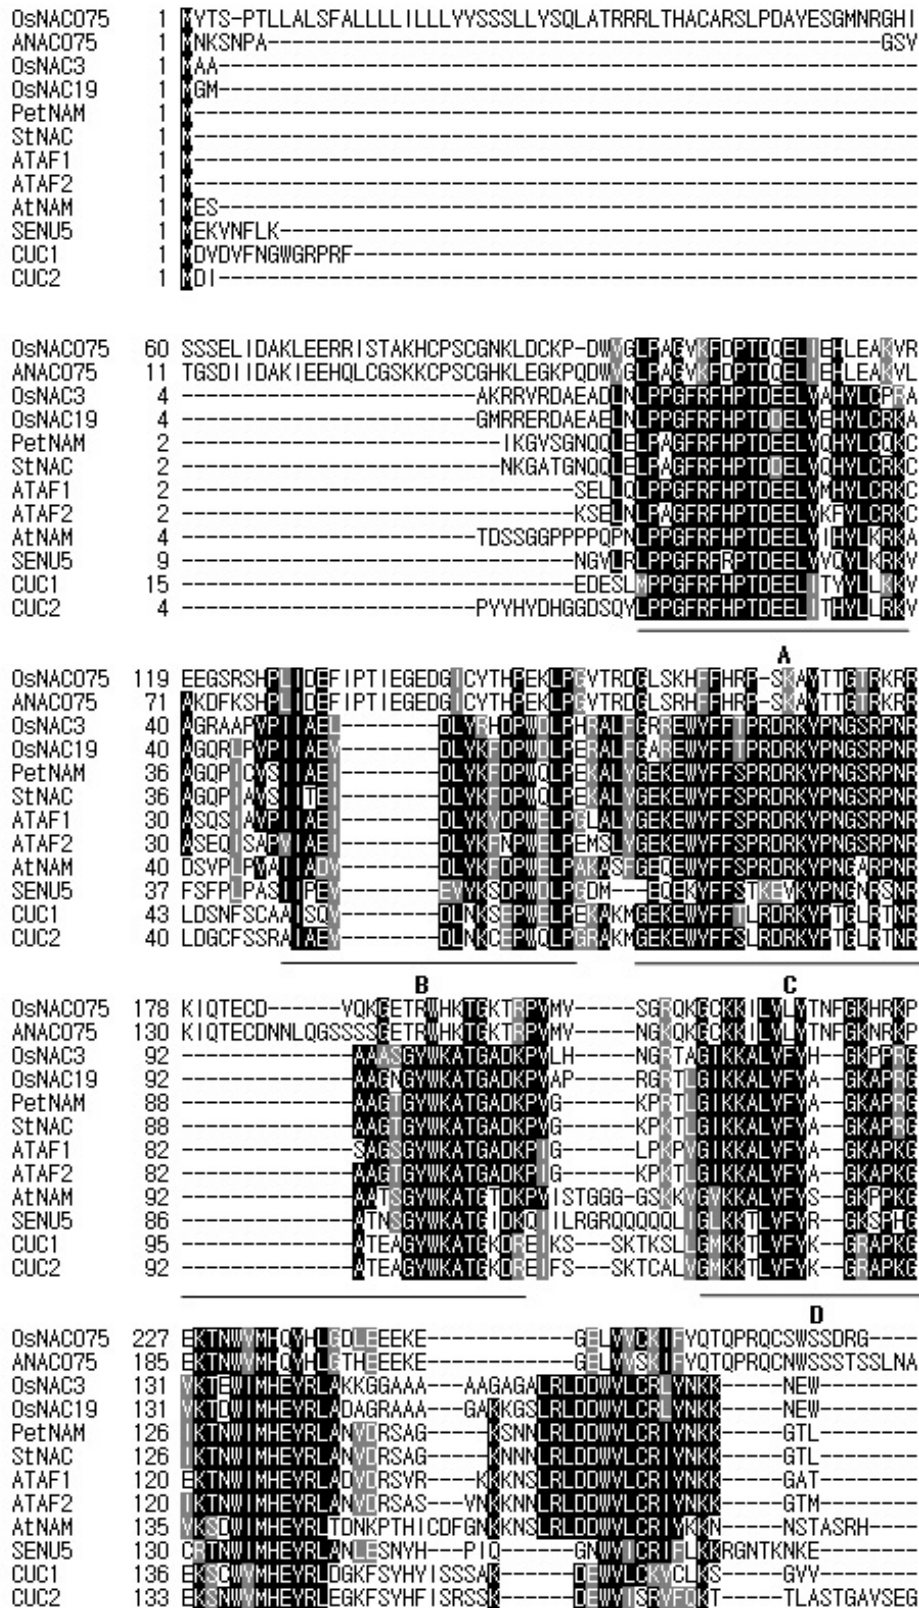 OsNAC075 1 MYTS-PTLLALSFALLLLILLLYYSSSLLYSQLATRRRLTHACARSLPDAYESGMNRGHI
ANAC075 1 MNKSNPA--------------------------------------------------GSV
OsNAC3 1 MAA---------------------------------------------------------
OsNAC19 1 MGM---------------------------------------------------------
PetNAM 1 M-----------------------------------------------------------
StNAC 1 M-----------------------------------------------------------
ATAF1 1 M-----------------------------------------------------------
ATAF2 1 M-----------------------------------------------------------
AtNAM 1 MES---------------------------------------------------------
SENU5 1 MEKVNFLK----------------------------------------------------
CUC1 1 MDVDVFNGWGRPRF----------------------------------------------
CUC2 1 MDI---------------------------------------------------------
OsNAC075 60 SSSELIDAKLEERRISTAKHCPSCGNKLDCKP-DWVGLPAGVKFDPTDQELIEHLEAKVR
ANAC075 11 TGSDIIDAKIEEHQLCGSKKCPSCGHKLEGKPQDWVGLPAGVKFDPTDQELIEHLEAKVL
OsNAC3 4 ------------------------AKRRVRDAEADLNLPPGFRFHPTDEELVAHYLCPRA
OsNAC19 4 ------------------------GMRRERDAEAELNLPPGFRFHPTDDELVEHYLCRKA
PetNAM 2 --------------------------IKGVSGNQQLELPAGFRFHPTDEELVQHYLCQKC
StNAC 2 --------------------------NKGATGNQQLELPAGFRFHPTDDELVQHYLCRKC
ATAF1 2 --------------------------------SELLQLPPGFRFHPTDEELVMHYLCRKC
ATAF2 2 --------------------------------KSELNLPAGFRFHPTDEELVKFYLCRKC
AtNAM 4 ------------------------TDSSGGPPPPQPNLPPGFRFHPTDEELVIHYLKRKA
SENU5 9 --------------------------------NGVLRLPPGFRFRPTDEELVVQYLKRKV
CUC1 15 --------------------------------EDESLMPPGFRFHPTDEELITYYLLKKV
CUC2 4 ------------------------PYYHYDHGGDSQYLPPGFRFHPTDEELITHYLLRKV
A
OsNAC075 119 EEGSRSHPLIDEFIPTIEGEDGICYTHPEKLPGVTRDGLSKHFFHRP-SKAYTTGTRKRR
ANAC075 71 AKDFKSHPLIDEFIPTIEGEDGICYTHPEKLPGVTRDGLSRHFFHRP-SKAYTTGTRKRR
OsNAC3 40 AGRAAPVPIIAEL--------DLYRHDPWDLPHRALFGRREWYFFTPRDRKYPNGSRPNR
OsNAC19 40 AGQRLPVPIIAEV--------DLYKFDPWDLPERALFGAREWYFFTPRDRKYPNGSRPNR
PetNAM 36 AGQPICVSIIAEI--------DLYKFDPWQLPEKALYGEKEWYFFSPRDRKYPNGSRPNR
StNAC 36 AGQPIAVSIITEI--------DLYKFDPWQLPEKALYGEKEWYFFSPRDRKYPNGSRPNR
ATAF1 30 ASQSIAVPIIAEI--------DLYKYDPWELPGLALYGEKEWYFFSPRDRKYPNGSRPNR
ATAF2 30 ASEQISAPVIAEI--------DLYKFNPWELPEMSLYGEKEWYFFSPRDRKYPNGSRPNR
AtNAM 40 DSVPLPVAIIADV--------DLYKFDPWELPAKASFGEQEWYFFSPRDRKYPNGARPNR
SENU5 37 FSFPLPASIIPEV--------EVYKSDPWDLPGDM---EQEKYFFSTKEVKYPNGNRSNR
CUC1 43 LDSNFSCAAISQV--------DLNKSEPWELPEKAKMGEKEWYFFTLRDRKYPTGLRTNR
CUC2 40 LDGCFSSRAIAEV--------DLNKCEPWQLPGRAKMGEKEWYFFSLRDRKYPTGLRTNR
B C
OsNAC075 178 KIQTECD------VQKGETRWHKTGKTRPVMV-----SGRQKGCKKILVLYTNFGKHRKP
ANAC075 130 KIQTECDNNLQGSSSSGETRWHKTGKTRPVMV-----NGKQKGCKKILVLYTNFGKNRKP
OsNAC3 92 --------------AAASGYWKATGADKPVLH-----NGRTAGIKKALVFYH--GKPPRG
OsNAC19 92 --------------AAGNGYWKATGADKPVAP-----RGRTLGIKKALVFYA--GKAPRG
PetNAM 88 --------------AAGTGYWKATGADKPVG------KPRTLGIKKALVFYA--GKAPRG
StNAC 88 --------------AAGTGYWKATGADKPVG------KPKTLGIKKALVFYA--GKAPRG
ATAF1 82 --------------SAGSGYWKATGADKPIG------LPKPVGIKKALVFYA--GKAPKG
ATAF2 82 --------------AAGTGYWKATGADKPIG------KPKTLGIKKALVFYA--GKAPKG
AtNAM 92 --------------AATSGYWKATGTDKPVISTGGG-GSKKVGVKKALVFYS--GKPPKG
SENU5 86 --------------ATNSGYWKATGIDKQIILRGRQQQQQLIGLKKTLVFYR--GKSPHG
CUC1 95 --------------ATEAGYWKATGKDREIKS---SKTKSLLGMKKTLVFYK--GRAPKG
CUC2 92 --------------ATEAGYWKATGKDREIFS---SKTCALVGMKKTLVFYK--GRAPKG
D
OsNAC075 227 EKTNWVMHQYHLGDLEEEKE------------GELVVCKIFYQTQPRQCSWSSDRG----
ANAC075 185 EKTNWVMHQYHLGTHEEEKE------------GELVVSKIFYQTQPRQCNWSSSTSSLNA
OsNAC3 131 VKTEWIMHEYRLAKKGGAAA---AAGAGALRLDDWVLCRLYNKK-----NEW--------
OsNAC19 131 VKTDWIMHEYRLADAGRAAA---GAKKGSLRLDDWVLCRLYNKK-----NEW--------
PetNAM 126 IKTNWIMHEYRLANVDRSAG-----KSNNLRLDDWVLCRIYNKK-----GTL--------
StNAC 126 IKTNWIMHEYRLANVDRSAG-----KNNNLRLDDWVLCRIYNKK-----GTL--------
ATAF1 120 EKTNWIMHEYRLADVDRSVR---KKKNSLRLDDWVLCRIYNKK-----GAT--------
ATAF2 120 IKTNWIMHEYRLANVDRSAS---VNKKNNLRLDDWVLCRIYNKK-----GTM--------
AtNAM 135 VKSDWIMHEYRLTDNKPTHICDFGNKKNSLRLDDWVLCRIYKKN-----NSTASRH----
SENU5 130 CRTNWIMHEYRLANLESNYH---PIQ------GNWVICRIFLKKRGNTKNKE--------
CUC1 136 EKSCWVMHEYRLDGKFSYHYISSSAK------DEWVLCKVCLKS-----GVV--------
CUC2 133 EKSNWVMHEYRLEGKFSYHFISRSSK------DEWVISRVFQKT-----TLASTGAVSEG